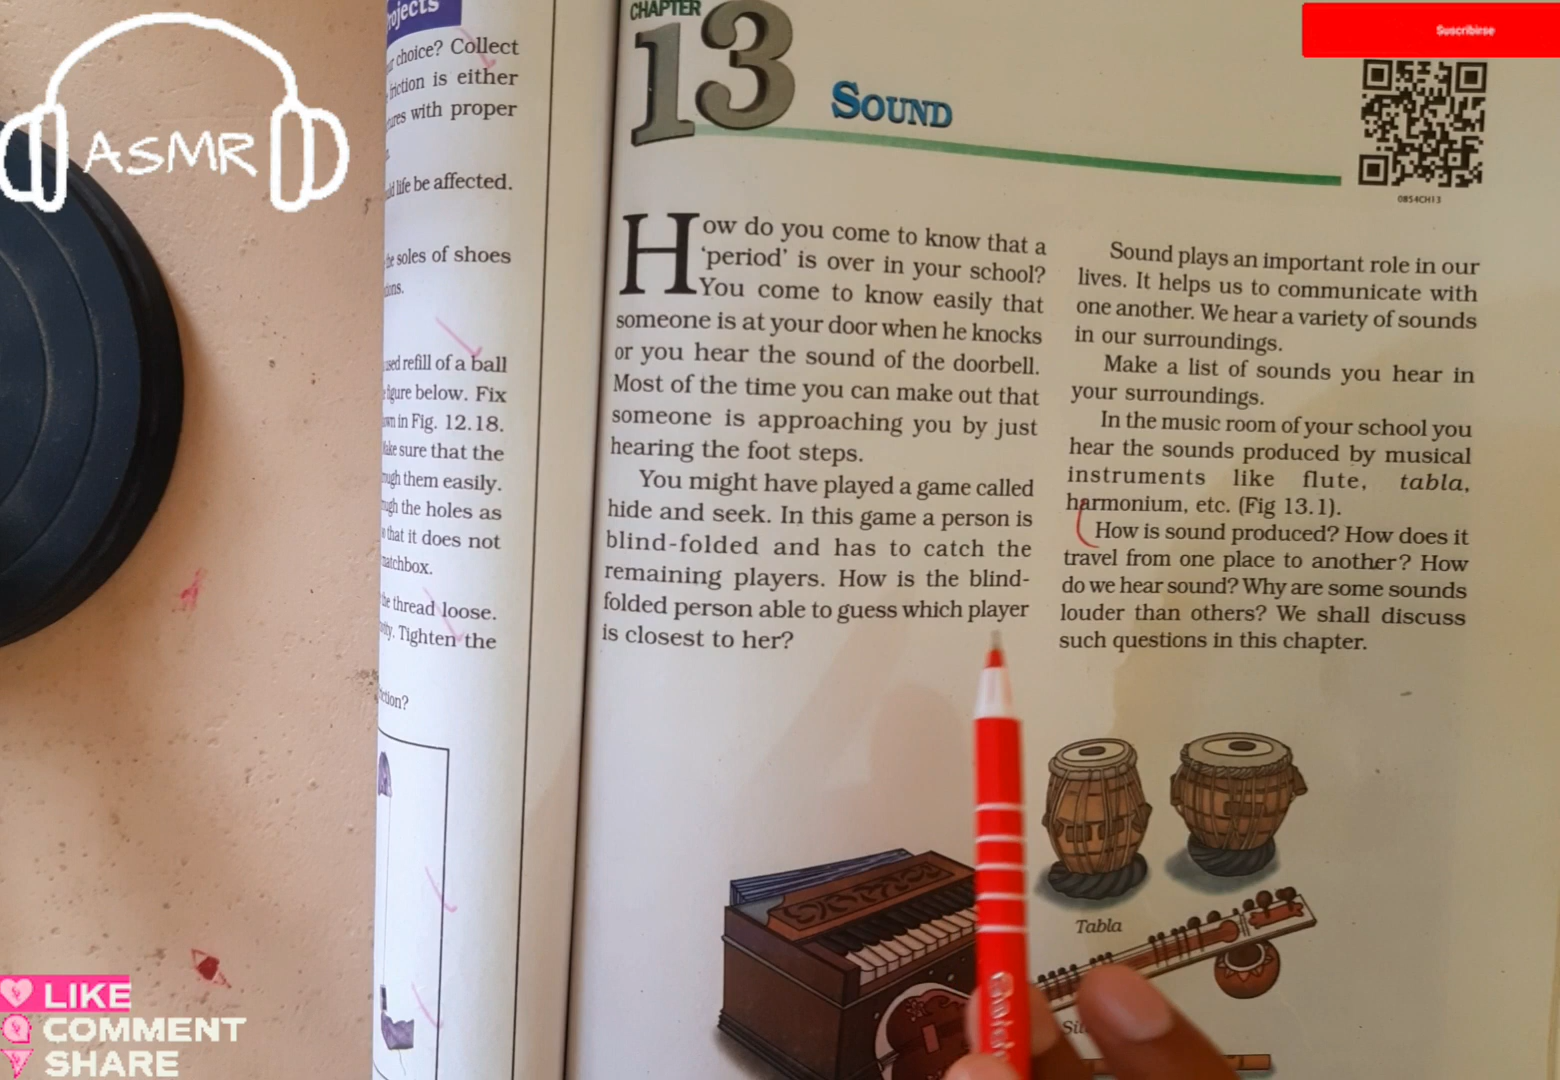 ASMR
Suscribirse
Projects
choice? Collect
friction is either
with proper
life be affected.
the soles of shoes
used refill of a ball
figure below. Fix
in Fig. 12.18.
Make sure that the
them easily.
the holes as
that it does not
matchbox.
the thread loose.
Tighten the
CHAPTER
13
SOUND
0854CH13
How do you come to know that a
'period' is over in your school?
You come to know easily that
someone is at your door when he knocks
or you hear the sound of the doorbell.
Most of the time you can make out that
someone is approaching you by just
hearing the foot steps.
You might have played a game called
hide and seek. In this game a person is
blind-folded and has to catch the
remaining players. How is the blind-
folded person able to guess which player
is closest to her?
Sound plays an important role in our
lives. It helps us to communicate with
one another. We hear a variety of sounds
in our surroundings.
Make a list of sounds you hear in
your surroundings.
In the music room of your school you
hear the sounds produced by musical
instruments like flute, tabla,
harmonium, etc. (Fig 13.1).
How is sound produced? How does it
travel from one place to another? How
do we hear sound? Why are some sounds
louder than others? We shall discuss
such questions in this chapter.
Tabla
LIKE
COMMENT
SHARE